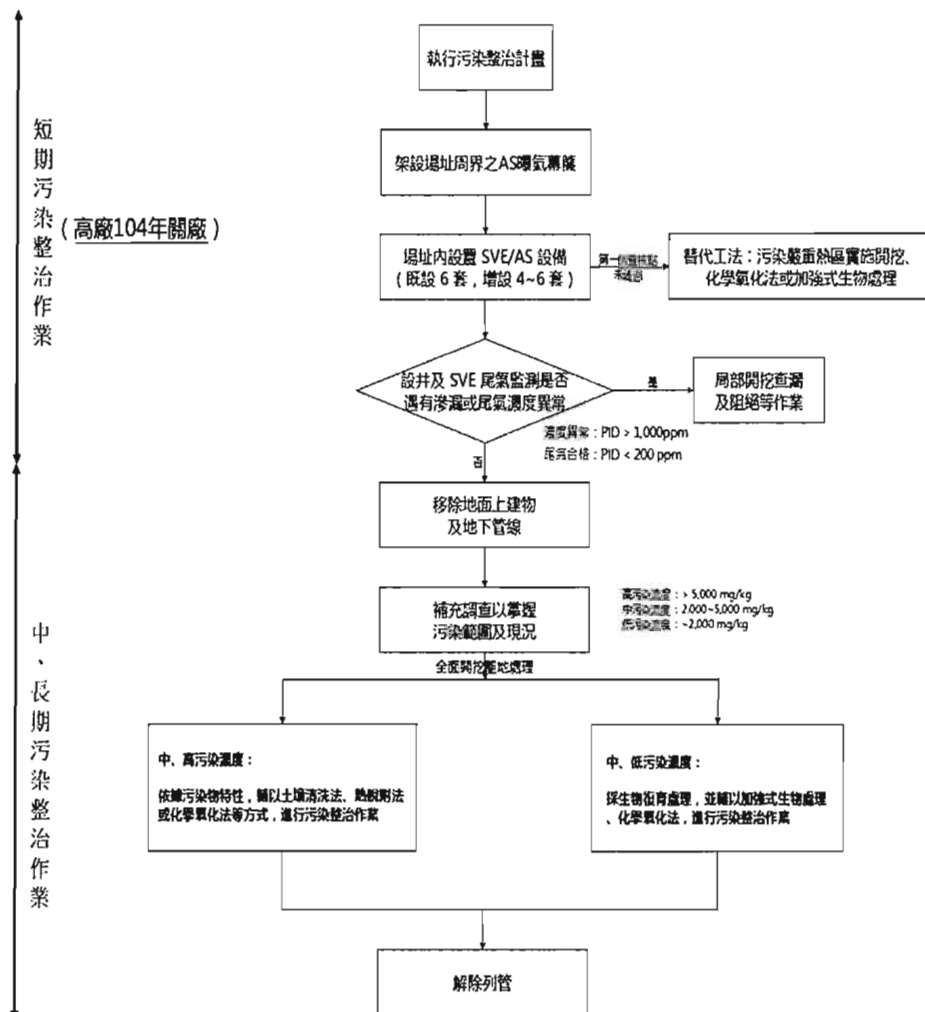 執行污染整治計畫
架設場址周界之AS曝氣幕簾
短期污染整治作業
(高廠104年關廠)
場址內設置 SVE/AS 設備
(既設 6 套,增設 4~6 套)
第一個查核點
未達到
替代工法:污染嚴重熱區實施開挖、
化學氧化法或加強式生物處理
設井及 SVE 尾氣監測是否
遇有滲漏或尾氣濃度異常
是
局部開挖查漏
及阻絕等作業
濃度異常:PID > 1,000ppm
尾氣合格:PID < 200 ppm
否
移除地面上建物
及地下管線
補充調查以掌握
污染範圍及現況
高污染濃度:> 5,000 mg/kg
中污染濃度:2,000~5,000 mg/kg
低污染濃度:~2,000 mg/kg
中、長期污染整治作業
全面開挖離地處理
中、高污染濃度:
依據污染物特性,輔以土壤清洗法、熱脫附法
或化學氧化法等方式,進行污染整治作業
中、低污染濃度:
採生物復育處理,並輔以加強式生物處理
、化學氧化法,進行污染整治作業
解除列管